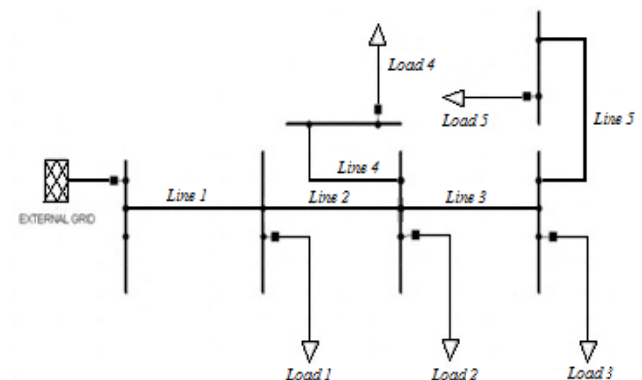 Load 4
Load 5
Line 5
Line 4
Line 1
Line 2
Line 3
EXTERNAL GRID
Load 1
Load 2
Load 3